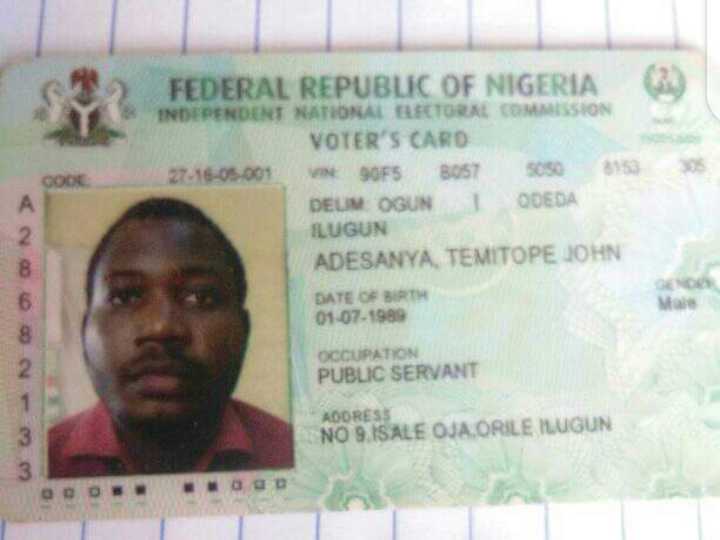 FEDERAL REPUBLIC OF NIGERIA
INDEPENDENT NATIONAL ELECTORAL COMMISSION
VOTER'S CARD
CODE: 27-16-05-001 VIN: 90F5 B057 5050 8153 305
DELIM: OGUN I ODEDA
ILUGUN
ADESANYA, TEMITOPE JOHN
DATE OF BIRTH GENDER
01-07-1989 Male
OCCUPATION
PUBLIC SERVANT
ADDRESS
NO 9,ISALE OJA,ORILE ILUGUN
A
2
8
6
8
2
1
3
3